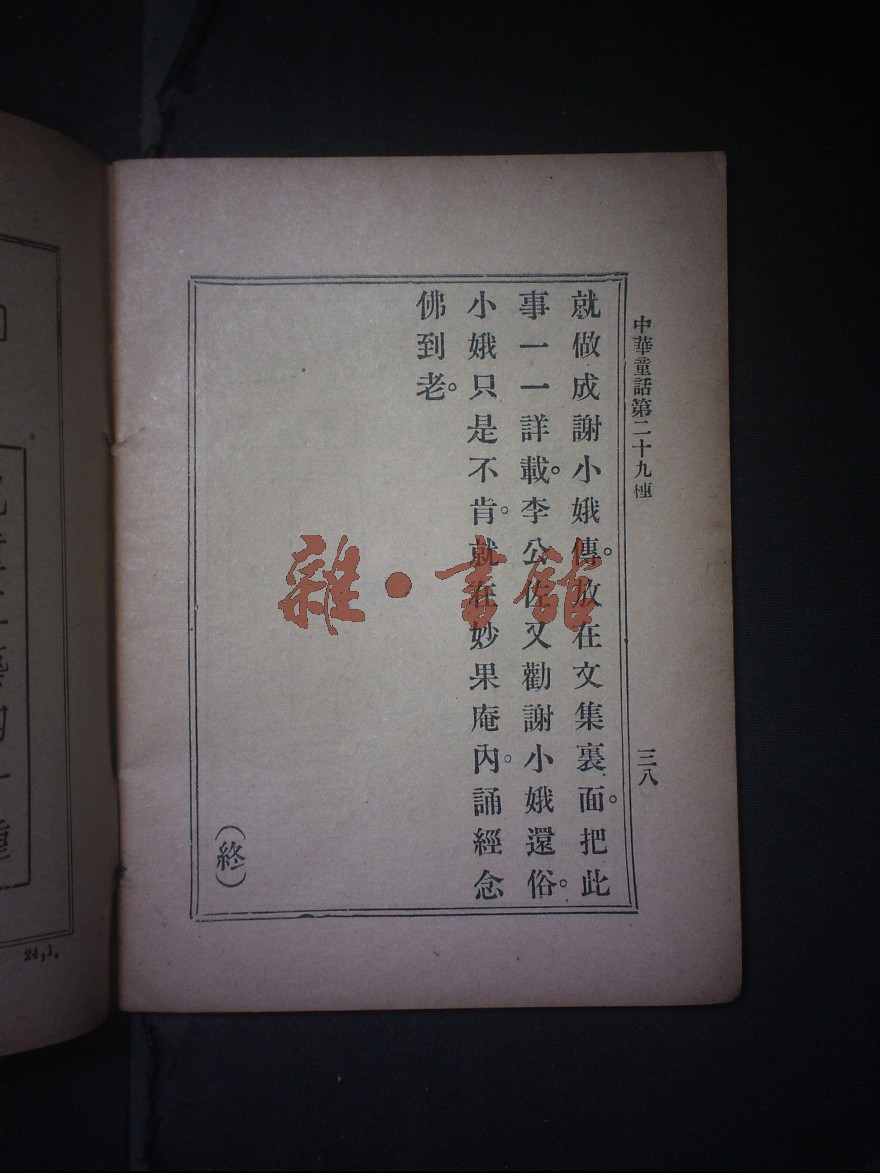 中華童話第二十九種
三八
就做成謝小娥傳。放在文集裏面。把此
事一一詳載。李公佐又勸謝小娥還俗。
小娥只是不肯。就在妙果庵內。誦經念
佛到老。
(終)
雜·書館
24,1.